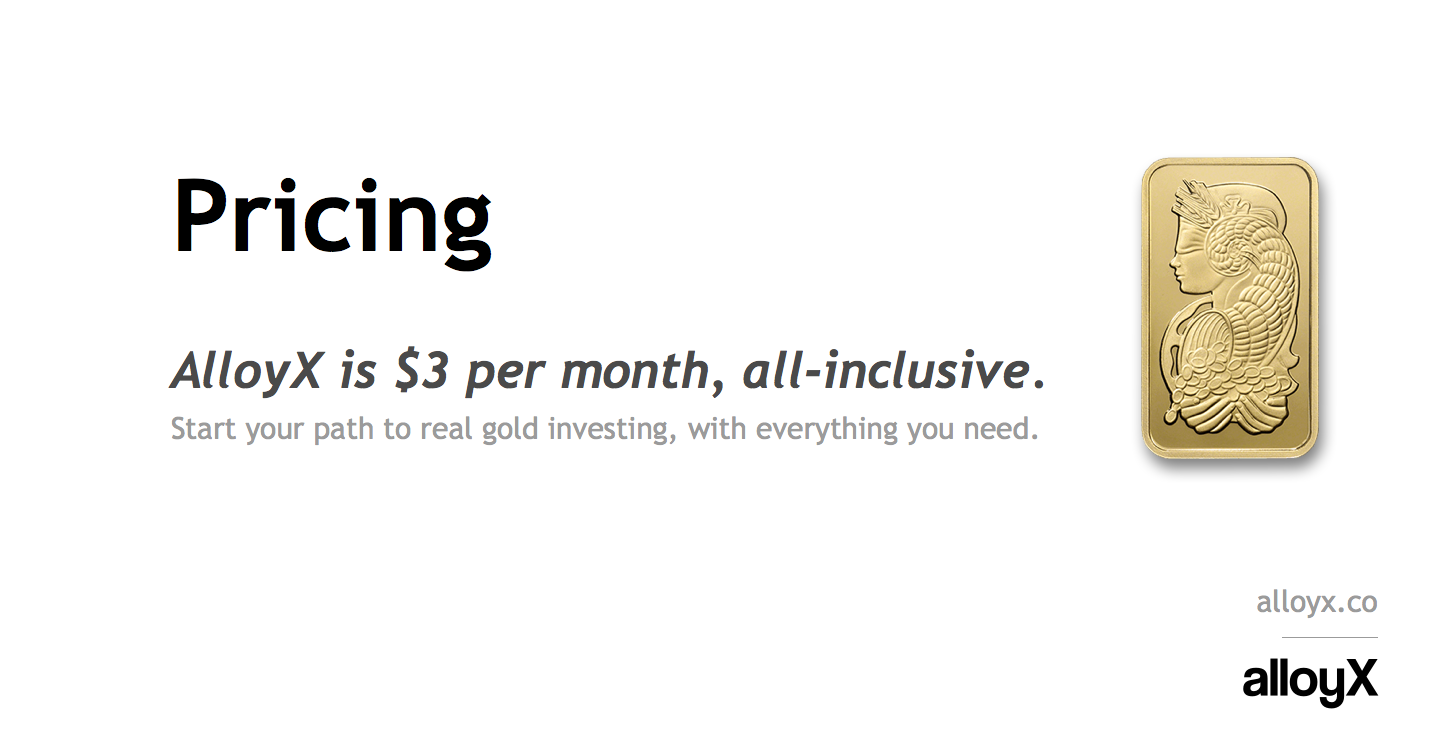 Pricing
AlloyX is $3 per month, all-inclusive.
Start your path to real gold investing, with everything you need.
alloyx.co
alloyX